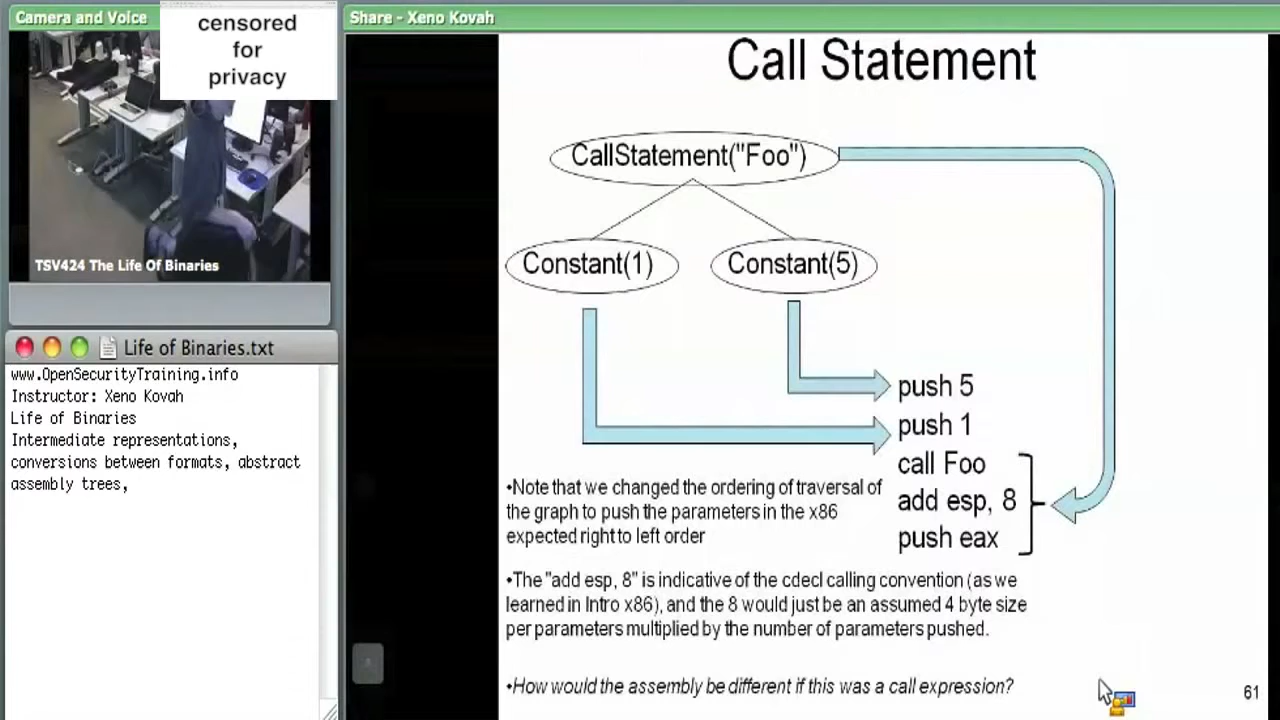 Camera and Voice
censored
for
privacy
TSV424 The Life Of Binaries
Life of Binaries.txt
www.OpenSecurityTraining.info
Instructor: Xeno Kovah
Life of Binaries
Intermediate representations,
conversions between formats, abstract
assembly trees,
Share - Xeno Kovah
Call Statement
CallStatement("Foo")
Constant(1)
Constant(5)
push 5
push 1
call Foo
add esp, 8
push eax
•Note that we changed the ordering of traversal of
the graph to push the parameters in the x86
expected right to left order
•The "add esp, 8" is indicative of the cdecl calling convention (as we
learned in Intro x86), and the 8 would just be an assumed 4 byte size
per parameters multiplied by the number of parameters pushed.
•How would the assembly be different if this was a call expression?
61